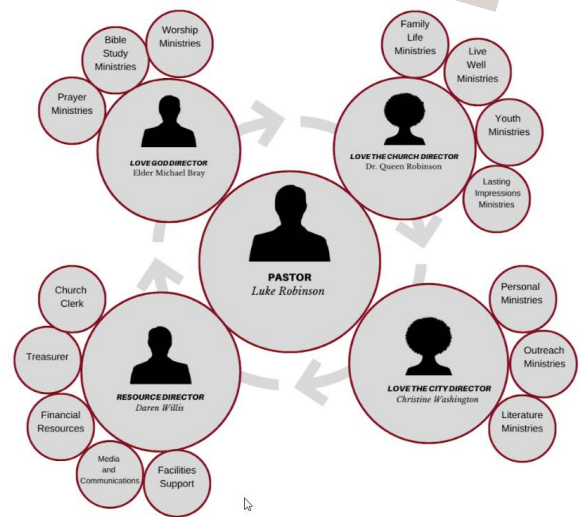 Worship
Ministries
Bible
Study
Ministries
Prayer
Ministries
LOVE GOD DIRECTOR
Elder Michael Bray
Family
Life
Ministries
Live
Well
Ministries
Youth
Ministries
Lasting
Impressions
Ministries
LOVE THE CHURCH DIRECTOR
Dr. Queen Robinson
PASTOR
Luke Robinson
Personal
Ministries
Outreach
Ministries
Literature
Ministries
LOVE THE CITY DIRECTOR
Christine Washington
Church
Clerk
Treasurer
Financial
Resources
Media
and
Communications
Facilities
Support
RESOURCE DIRECTOR
Daren Willis